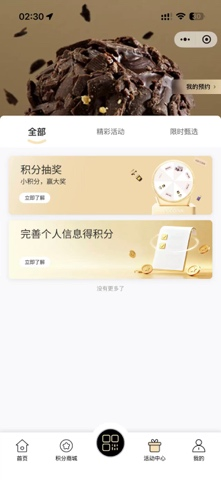 02:30
我的预约
全部
精彩活动
限时甄选
积分抽奖
小积分，赢大奖
立即了解
完善个人信息得积分
立即了解
没有更多了
首页
积分商城
活动中心
我的